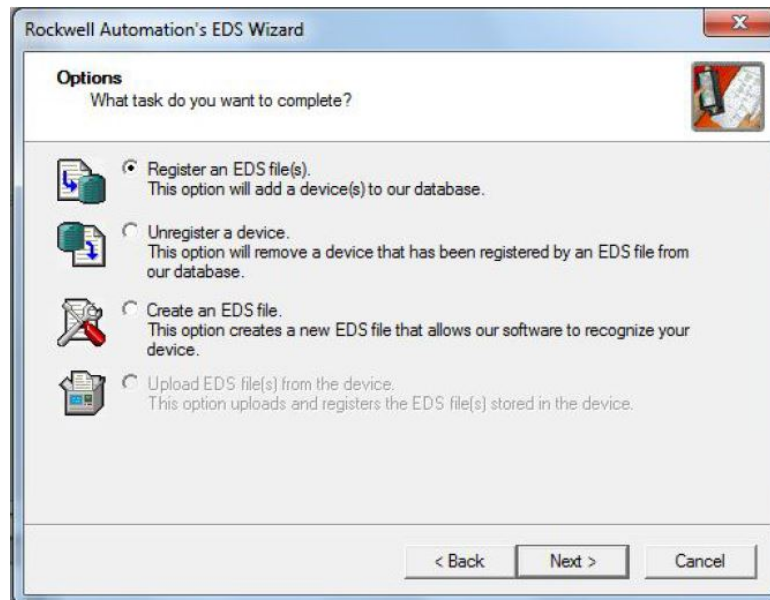 Rockwell Automation's EDS Wizard
Options
What task do you want to complete?
Register an EDS file(s).
This option will add a device(s) to our database.
Unregister a device.
This option will remove a device that has been registered by an EDS file from
our database.
Create an EDS file.
This option creates a new EDS file that allows our software to recognize your
device.
Upload EDS file(s) from the device.
This option uploads and registers the EDS file(s) stored in the device.
< Back
Next >
Cancel